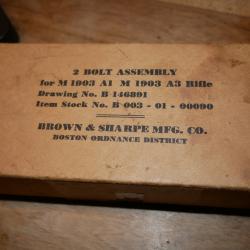 2 BOLT ASSEMBLY
for M 1903 A1 M 1903 A3 Rifle
Drawing No. B 146891
Item Stock No. B 003 - 01 - 00090
BROWN & SHARPE MFG. CO.
BOSTON ORDNANCE DISTRICT